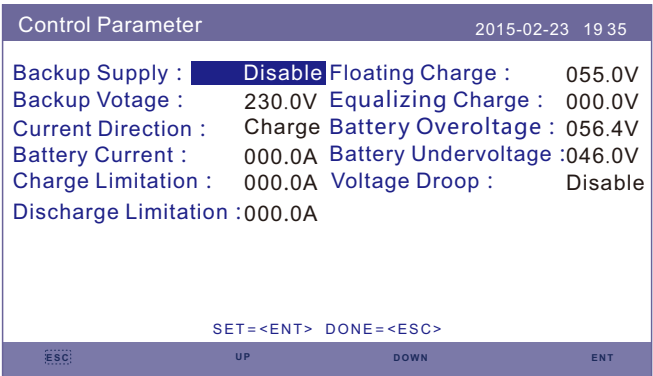 Control Parameter 2015-02-23 19 35
Backup Supply : Disable Floating Charge : 055.0V
Backup Votage : 230.0V Equalizing Charge : 000.0V
Current Direction : Charge Battery Overoltage : 056.4V
Battery Current : 000.0A Battery Undervoltage :046.0V
Charge Limitation : 000.0A Voltage Droop : Disable
Discharge Limitation :000.0A
SET=<ENT> DONE=<ESC>
ESC UP DOWN ENT